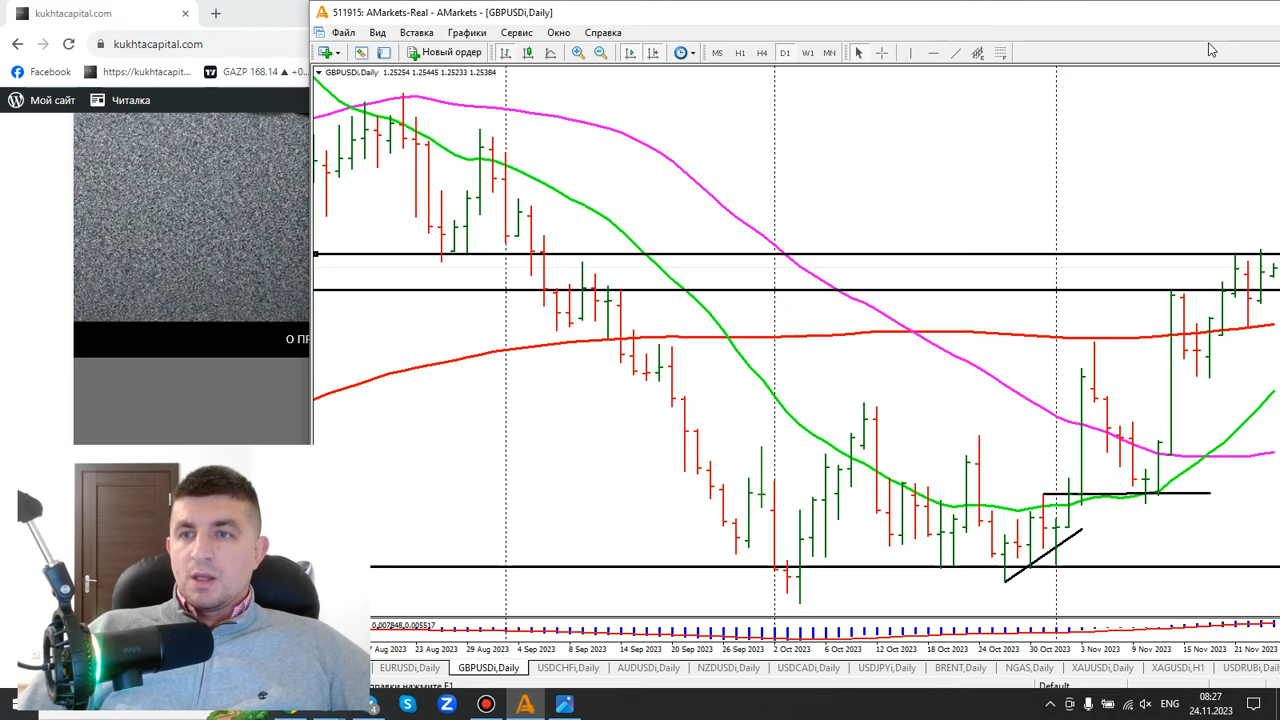 kukhtacapital.com
511915: AMarkets-Real - AMarkets - [GBPUSDi,Daily]
kukhtacapital.com
Файл Вид Вставка Графики Сервис Окно Справка
Новый ордер
M5 H1 H4 D1 W1 MN
Facebook
https://kukhtacapit...
GAZP 168.14 ▲ +0...
GBPUSDi,Daily 1.25254 1.25445 1.25233 1.25384
Мой сайт
Читалка
О П
0.007848 0.005517
Aug 2023 23 Aug 2023 29 Aug 2023 4 Sep 2023 8 Sep 2023 14 Sep 2023 20 Sep 2023 26 Sep 2023 2 Oct 2023 6 Oct 2023 12 Oct 2023 18 Oct 2023 24 Oct 2023 30 Oct 2023 3 Nov 2023 9 Nov 2023 15 Nov 2023 21 Nov 2023
EURUSDi,Daily GBPUSDi,Daily USDCHFi,Daily AUDUSDi,Daily NZDUSDi,Daily USDCADi,Daily USDJPYi,Daily BRENT,Daily NGAS,Daily XAUUSD,Daily XAGUSD,H1 USDRUBi,Daily
нажмите F1
Default
08:27
ENG
24.11.2023